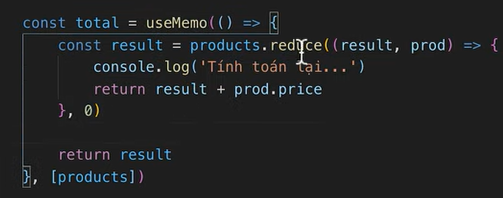 const total = useMemo(() => {
    const result = products.reduce((result, prod) => {
        console.log('Tính toán lại...')
        return result + prod.price
    }, 0)

    return result
}, [products])